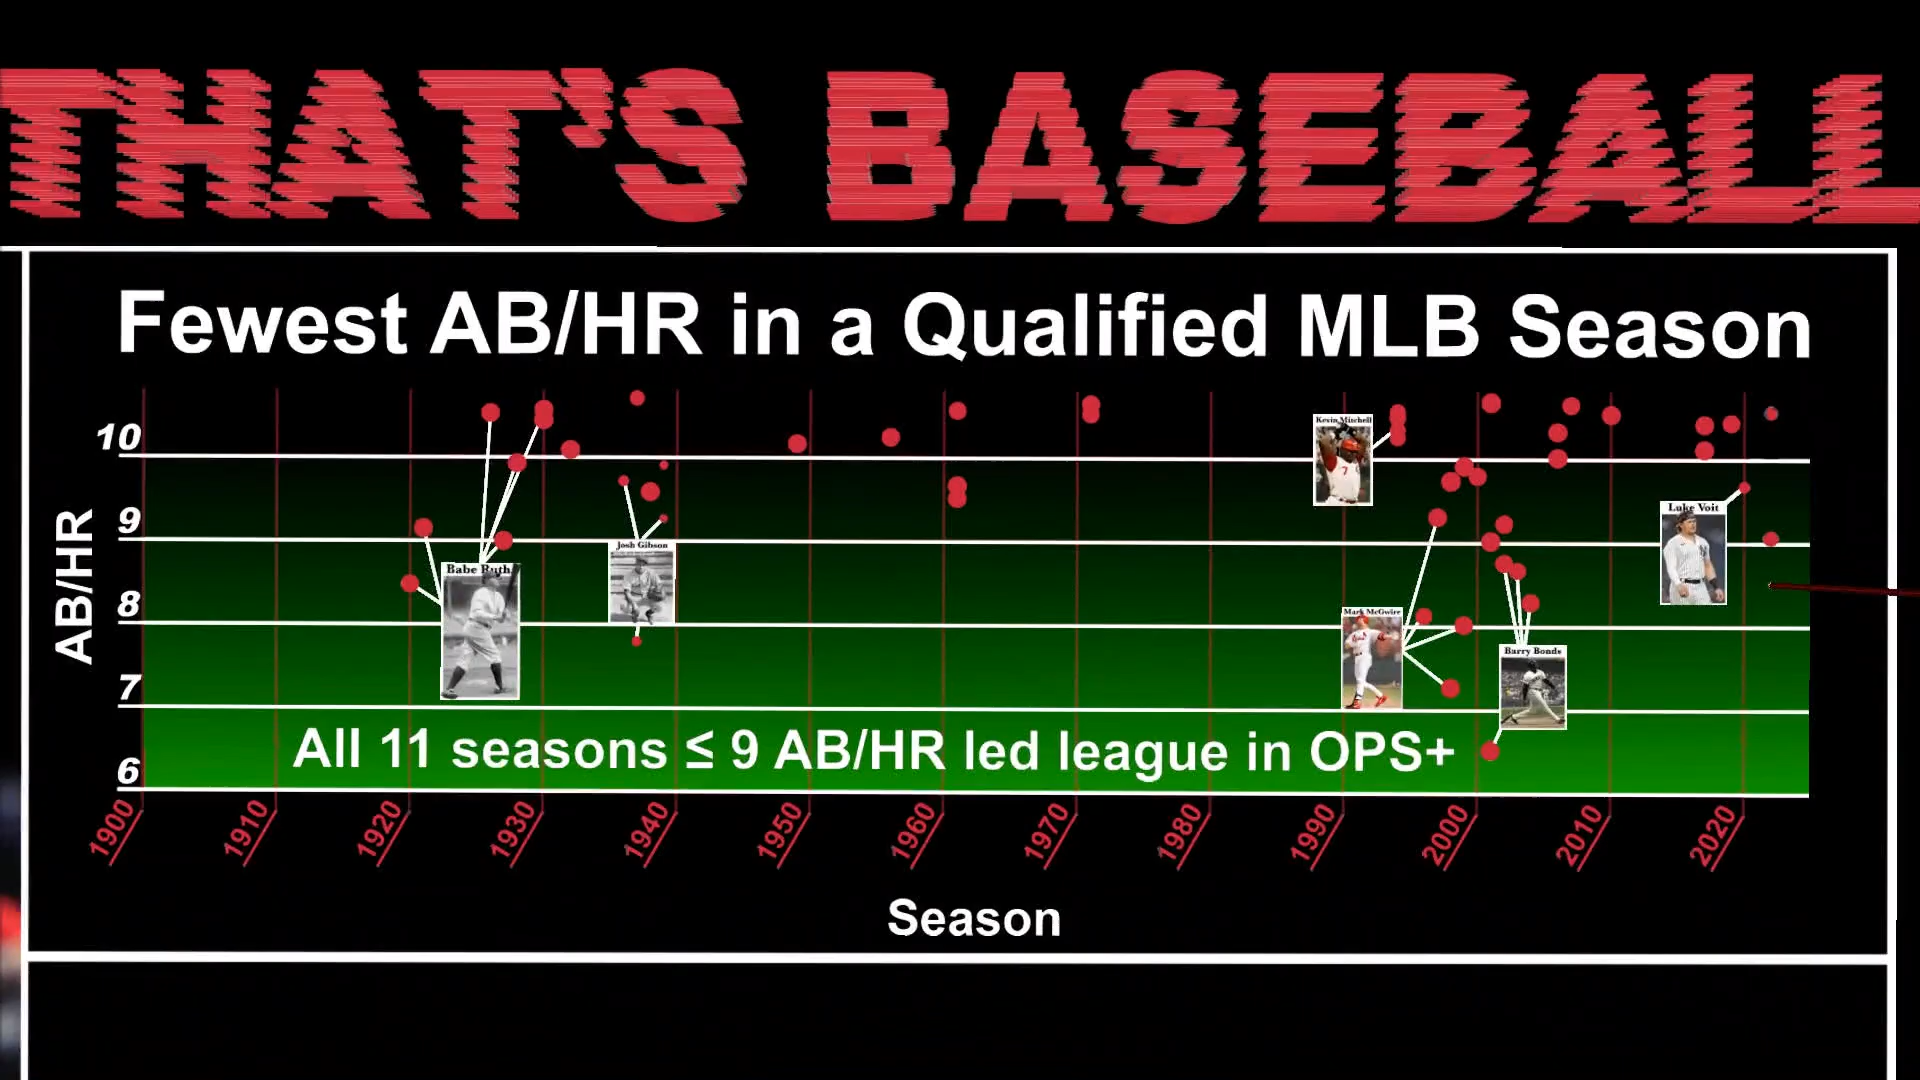 THAT'S BASEBALL
Fewest AB/HR in a Qualified MLB Season
10
9
8
7
6
AB/HR
Kevin Mitchell
Luke Voit
Josh Gibson
Babe Ruth
Mark McGwire
Barry Bonds
All 11 seasons ≤ 9 AB/HR led league in OPS+
1900
1910
1920
1930
1940
1950
1960
1970
1980
1990
2000
2010
2020
Season